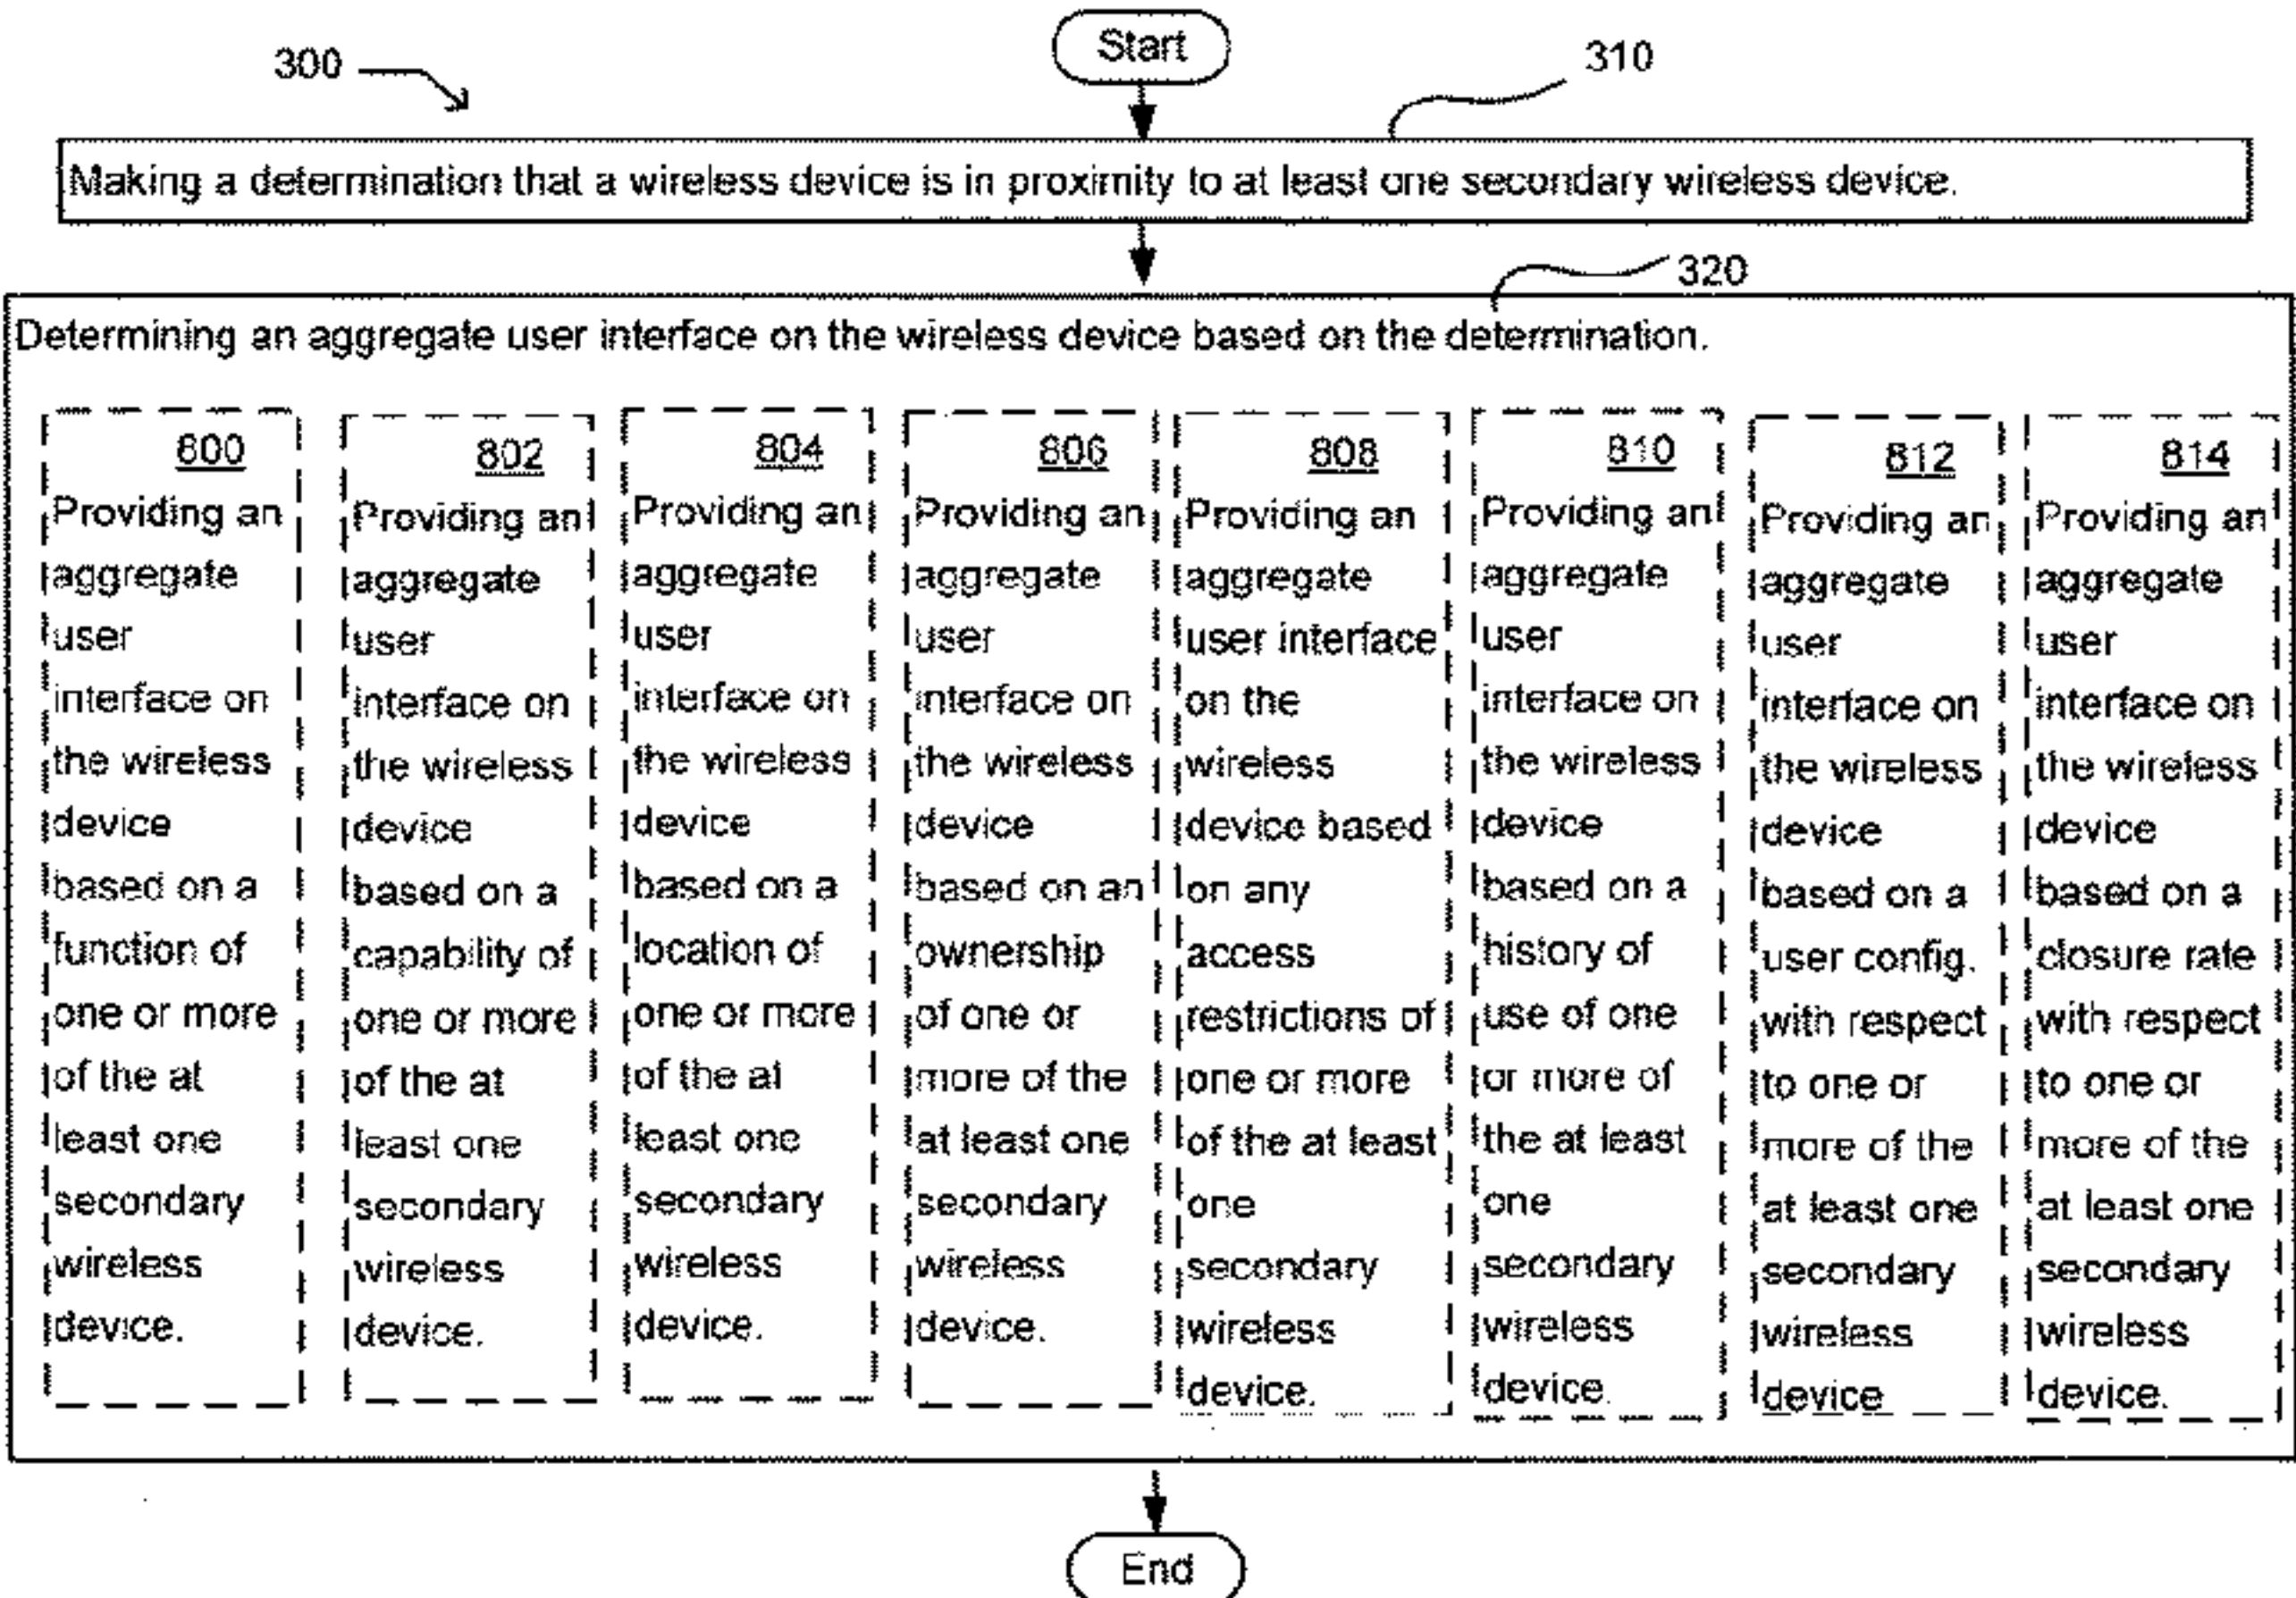 Start
300
310
Making a determination that a wireless device is in proximity to at least one secondary wireless device.
320
Determining an aggregate user interface on the wireless device based on the determination.
800
Providing an
aggregate
user
interface on
the wireless
device
based on a
function of
one or more
of the at
least one
secondary
wireless
device.
802
Providing an
aggregate
user
interface on
the wireless
device
based on a
capability of
one or more
of the at
least one
secondary
wireless
device.
804
Providing an
aggregate
user
interface on
the wireless
device
based on a
location of
one or more
of the at
least one
secondary
wireless
device.
806
Providing an
aggregate
user
interface on
the wireless
device
based on an
ownership
of one or
more of the
at least one
secondary
wireless
device.
808
Providing an
aggregate
user interface
on the
wireless
device based
on any
access
restrictions of
one or more
of the at least
one
secondary
wireless
device.
810
Providing an
aggregate
user
interface on
the wireless
device
based on a
history of
use of one
or more of
the at least
one
secondary
wireless
device.
812
Providing an
aggregate
user
interface on
the wireless
device
based on a
user config.
with respect
to one or
more of the
at least one
secondary
wireless
device
814
Providing an
aggregate
user
interface on
the wireless
device
based on a
closure rate
with respect
to one or
more of the
at least one
secondary
wireless
device.
End